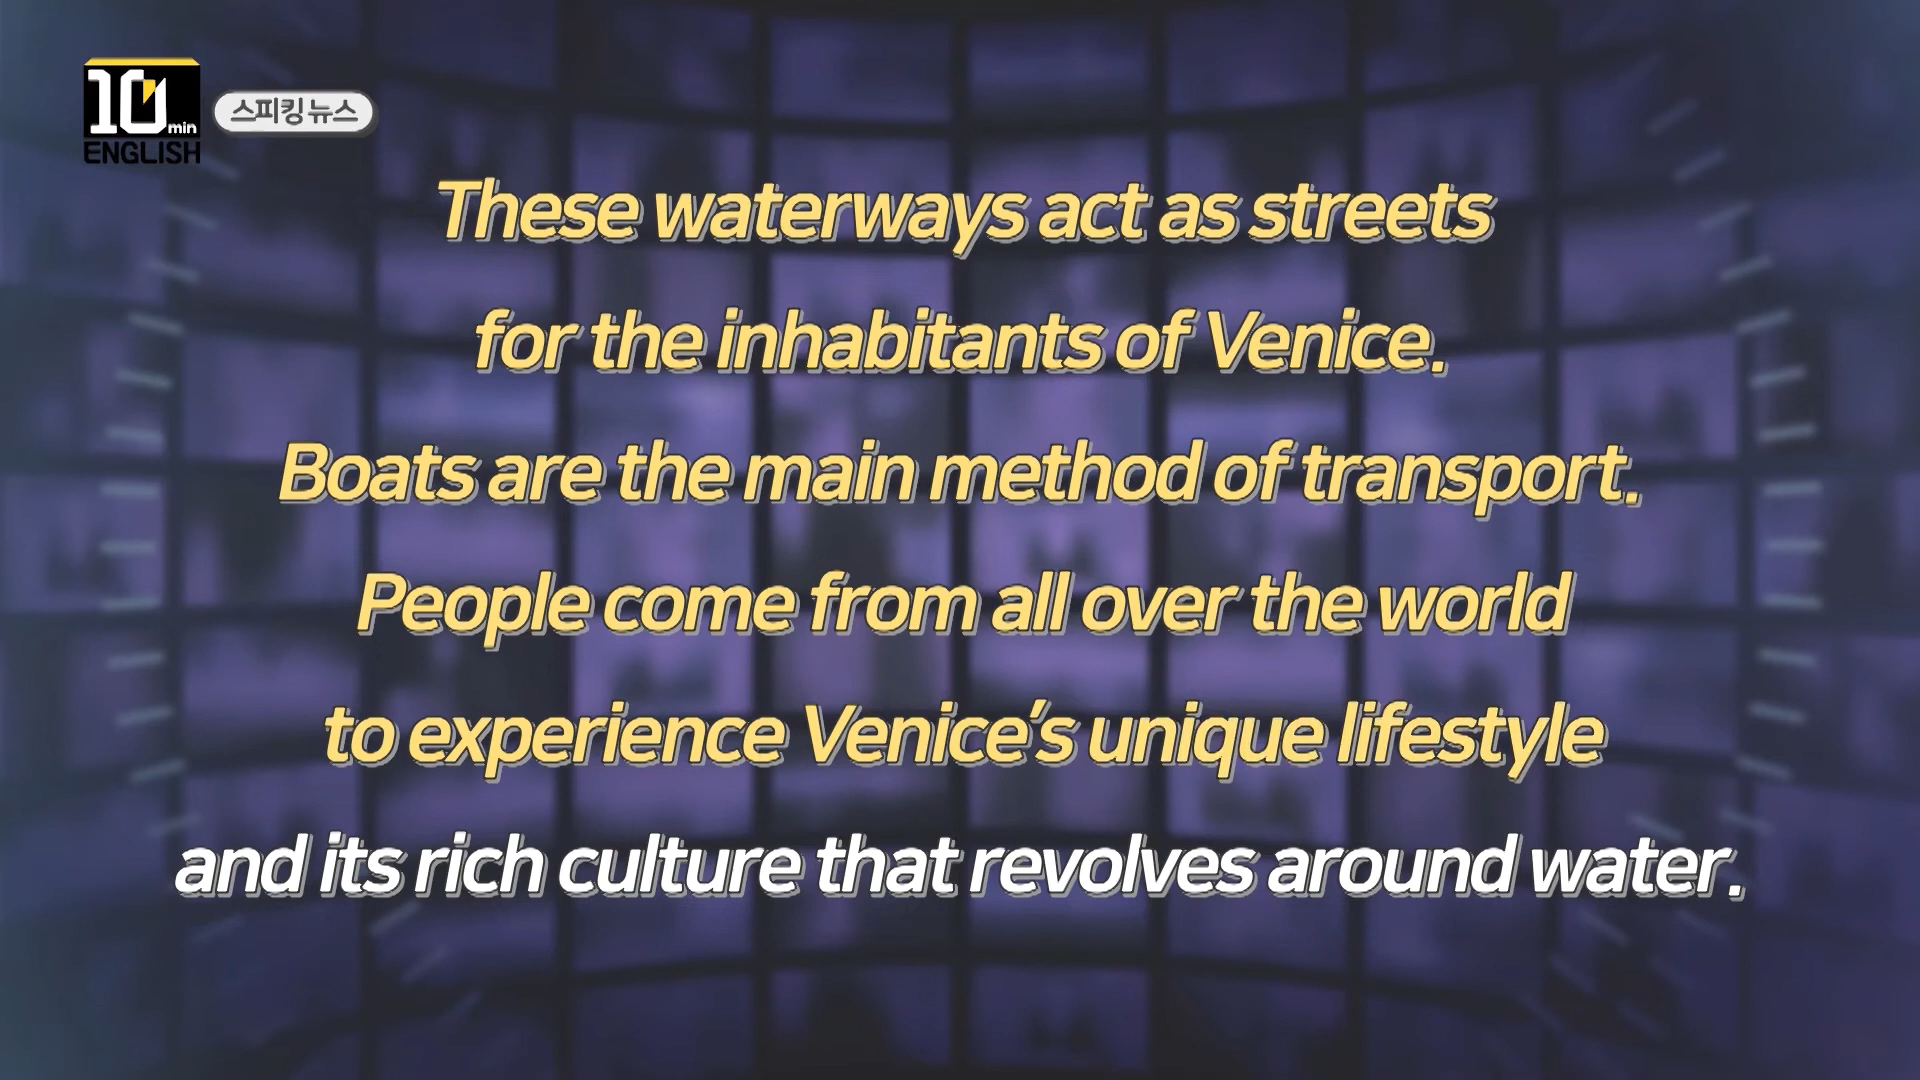 10min
ENGLISH
스피킹 뉴스
These waterways act as streets
for the inhabitants of Venice.
Boats are the main method of transport.
People come from all over the world
to experience Venice's unique lifestyle
and its rich culture that revolves around water.